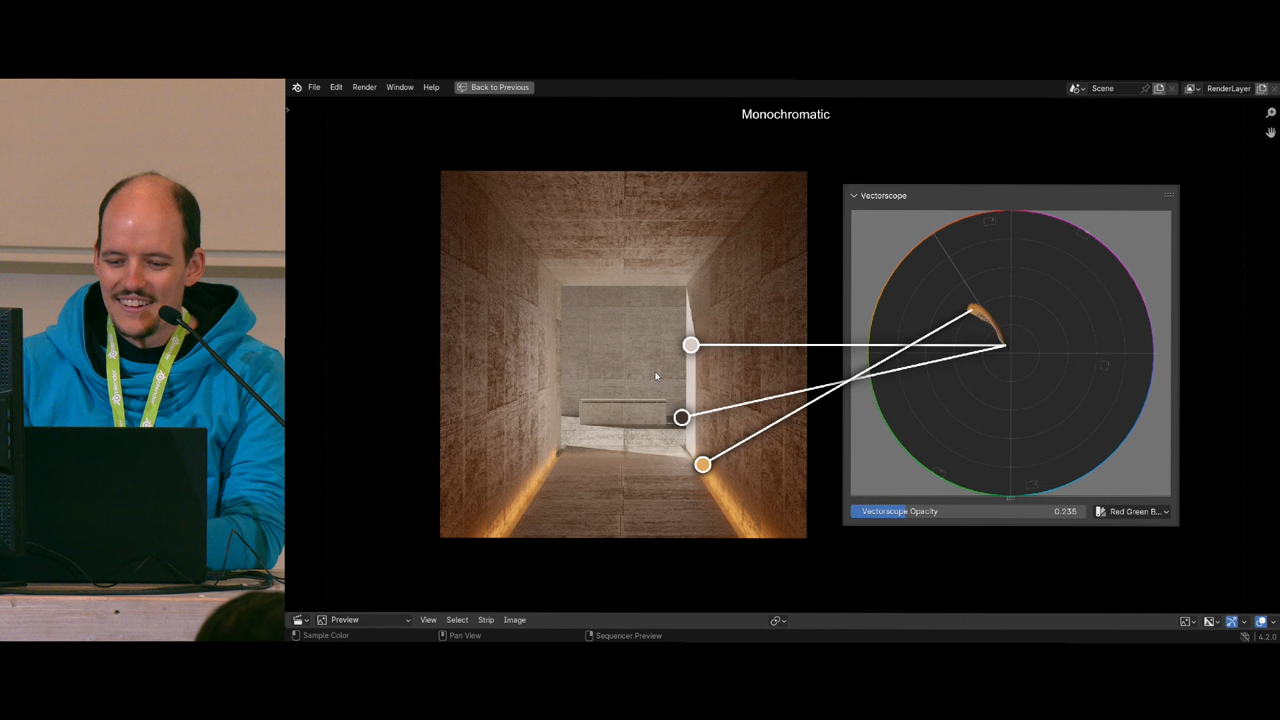 File Edit Render Window Help Back to Previous Scene RenderLayer
Monochromatic
Vectorscope
Vectorscope Opacity 0.235 Red Green B...
Preview View Select Strip Image
Sample Color Pan View Sequencer Preview 4.2.0